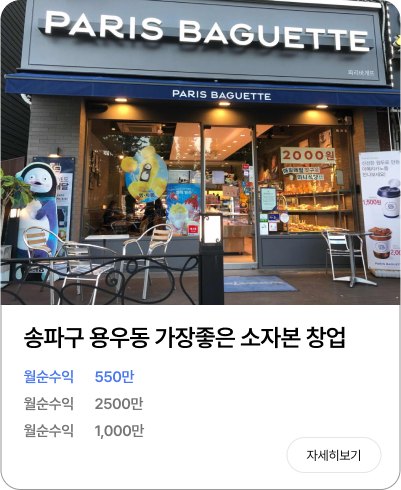 PARIS BAGUETTE
파리바게뜨
PARIS BAGUETTE
2000원
1,500원
송파구 용우동 가장좋은 소자본 창업
월순수익 550만
월순수익 2500만
월순수익 1,000만
자세히보기